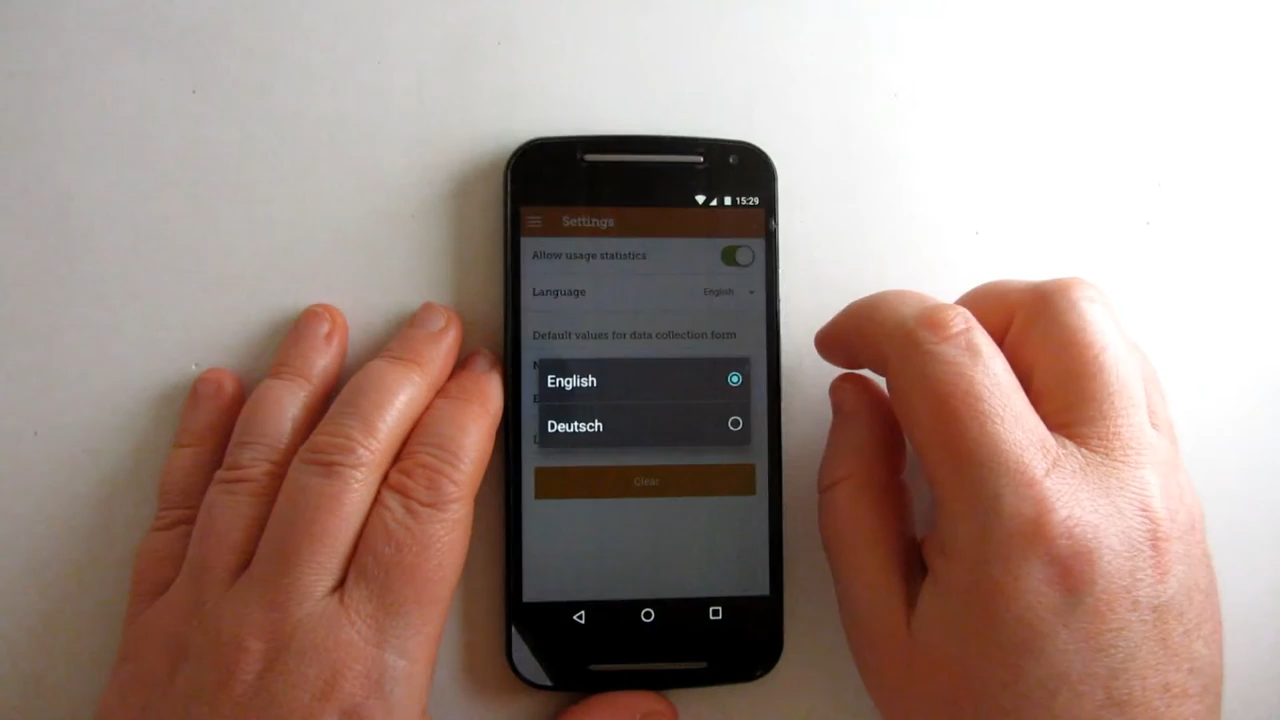 15:29
Settings
Allow usage statistics
Language English
Default values for data collection form
English
Deutsch
Clear